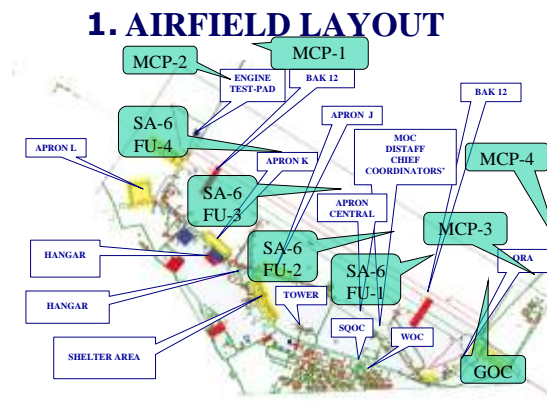 1. AIRFIELD LAYOUT
MCP-2
MCP-1
ENGINE
TEST-PAD
BAK 12
BAK 12
SA-6
FU-4
APRON J
MOC
DISTAFF
CHIEF
COORDINATORS'
APRON L
APRON K
MCP-4
SA-6
FU-3
APRON
CENTRAL
MCP-3
HANGAR
SA-6
FU-2
SA-6
FU-1
QRA
HANGAR
TOWER
SQOC
WOC
SHELTER AREA
GOC